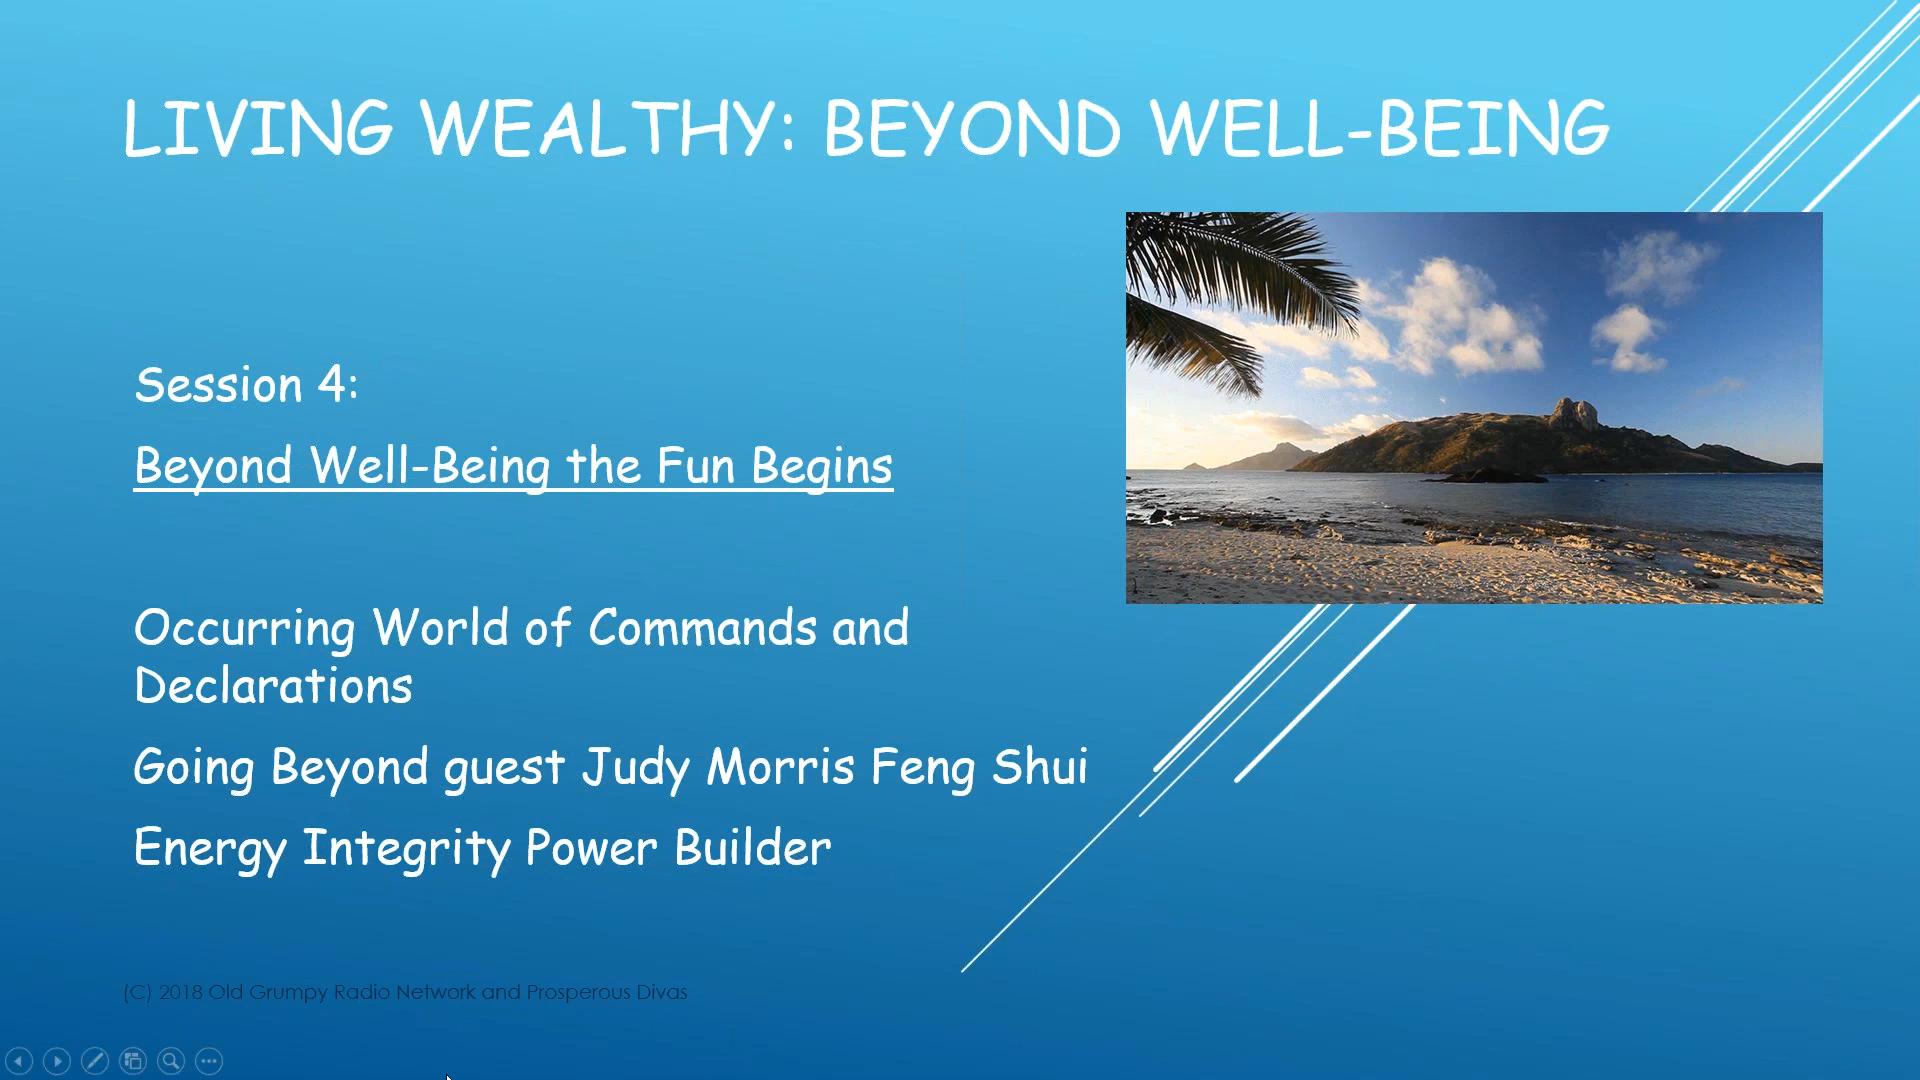 LIVING WEALTHY: BEYOND WELL-BEING
Session 4:
Beyond Well-Being the Fun Begins
Occurring World of Commands and
Declarations
Going Beyond guest Judy Morris Feng Shui
Energy Integrity Power Builder
(C) 2018 Old Grumpy Radio Network and Prosperous Divas